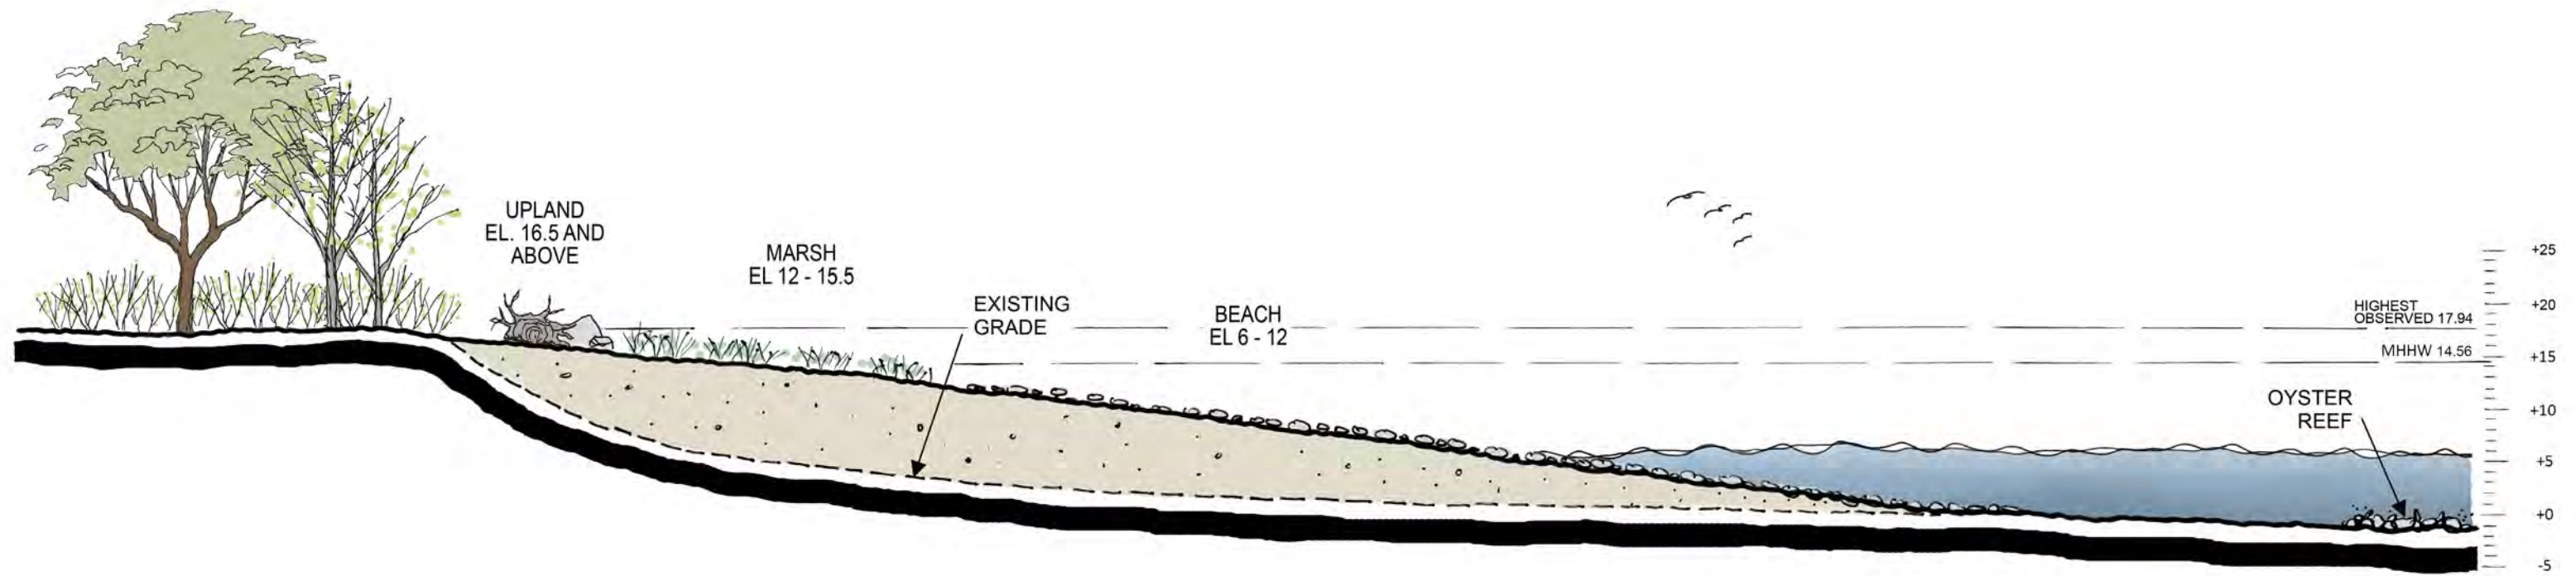 UPLAND
EL. 16.5 AND
ABOVE
MARSH
EL 12 - 15.5
EXISTING
GRADE
BEACH
EL 6 - 12
HIGHEST
OBSERVED 17.94
MHHW 14.56
OYSTER
REEF
+25
+20
+15
+10
+5
+0
-5